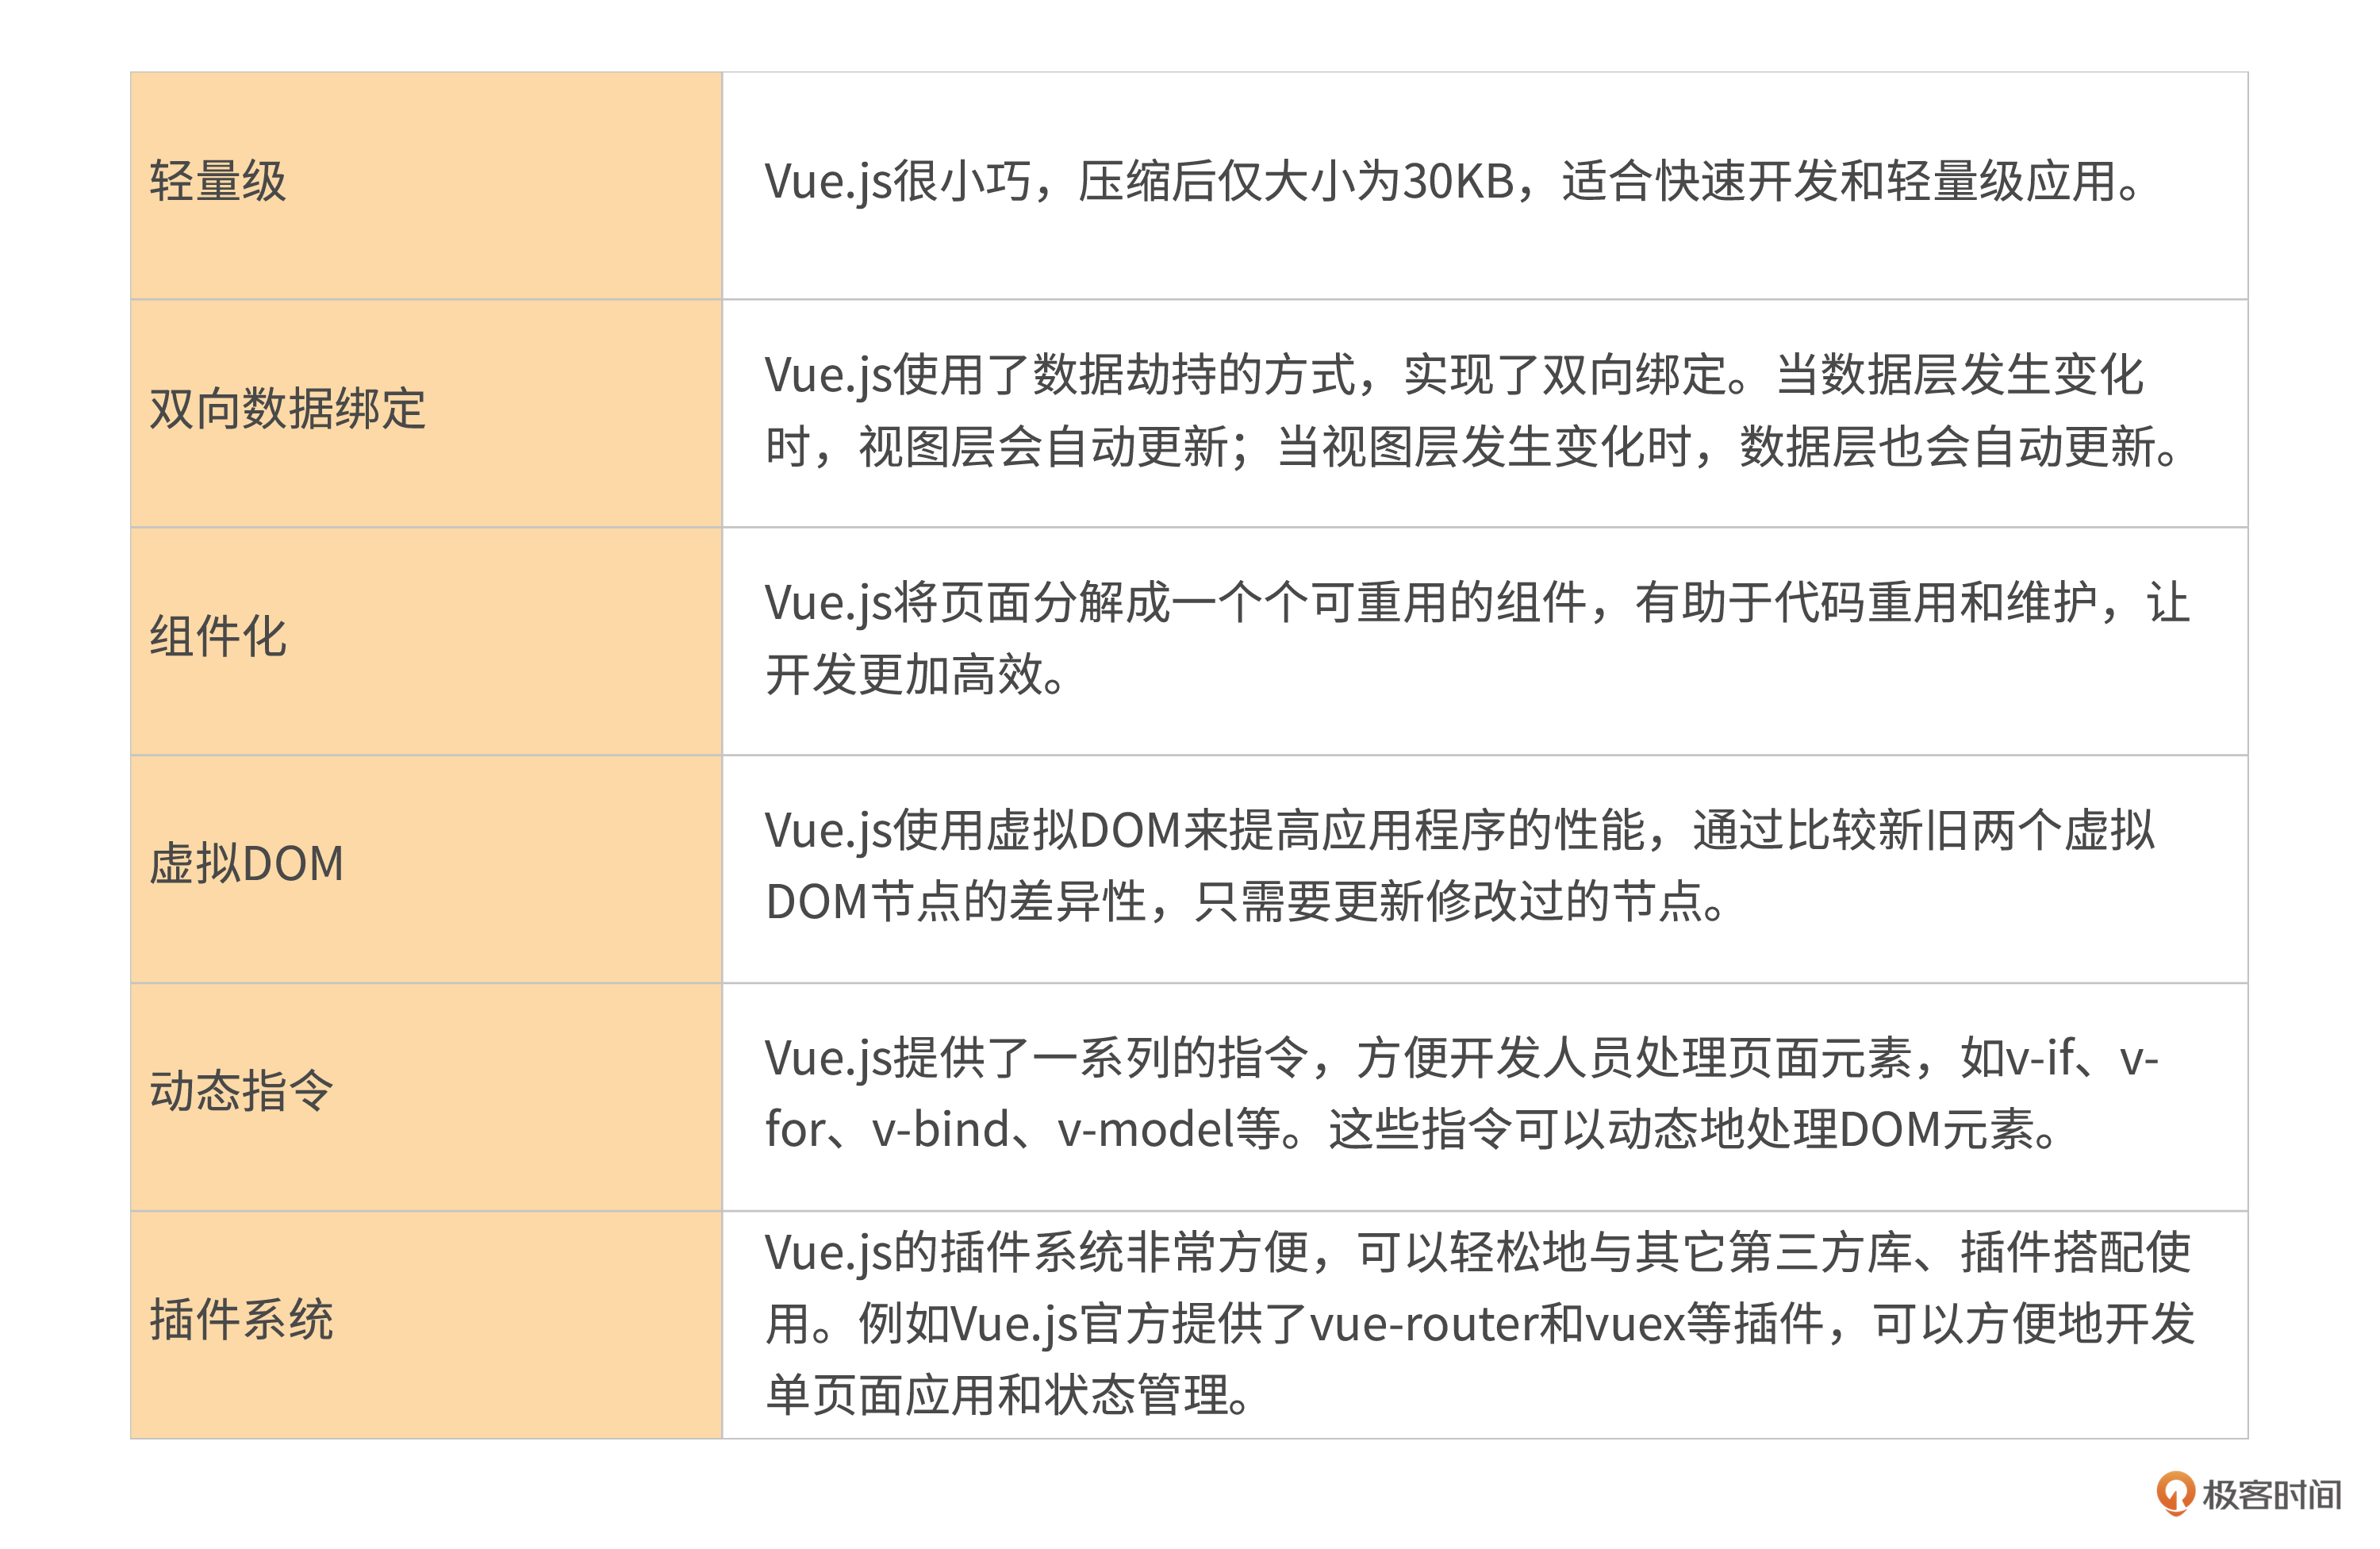 轻量级
Vue.js很小巧，压缩后仅大小为30KB，适合快速开发和轻量级应用。
双向数据绑定
Vue.js使用了数据劫持的方式，实现了双向绑定。当数据层发生变化
时，视图层会自动更新；当视图层发生变化时，数据层也会自动更新。
组件化
Vue.js将页面分解成一个个可重用的组件，有助于代码重用和维护，让
开发更加高效。
虚拟DOM
Vue.js使用虚拟DOM来提高应用程序的性能，通过比较新旧两个虚拟
DOM节点的差异性，只需要更新修改过的节点。
动态指令
Vue.js提供了一系列的指令，方便开发人员处理页面元素，如v-if、v-
for、v-bind、v-model等。这些指令可以动态地处理DOM元素。
插件系统
Vue.js的插件系统非常方便，可以轻松地与其它第三方库、插件搭配使
用。例如Vue.js官方提供了vue-router和vuex等插件，可以方便地开发
单页面应用和状态管理。
极客时间